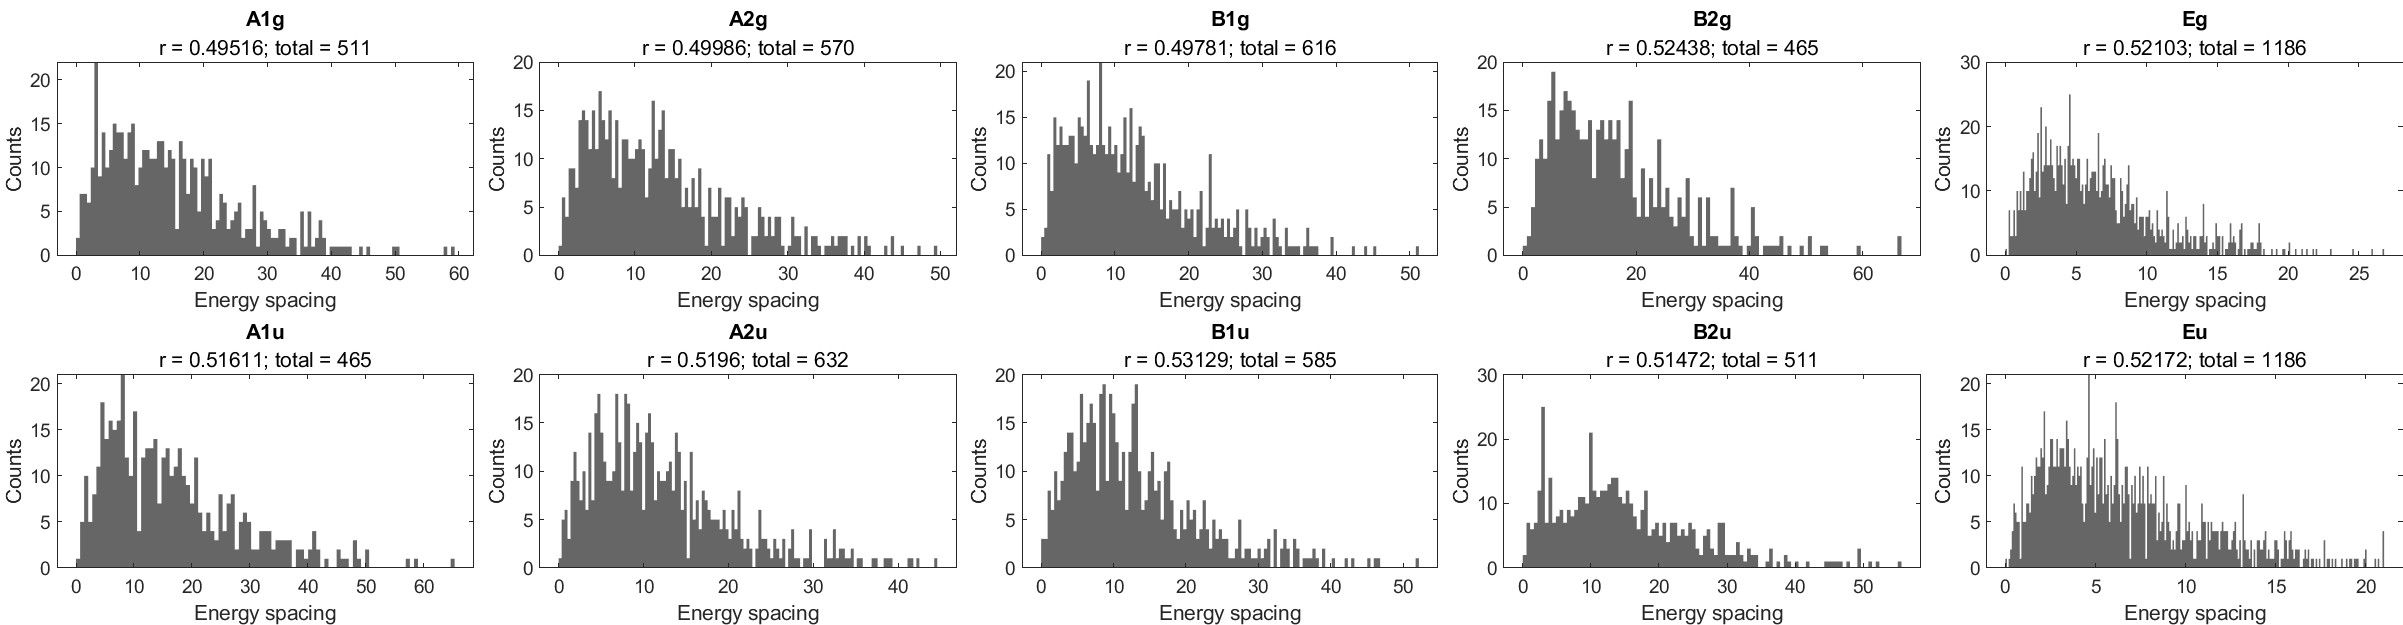 A1g
r = 0.49516; total = 511
20
15
10
5
0
Counts
0 10 20 30 40 50 60
Energy spacing
A2g
r = 0.49986; total = 570
20
15
10
5
0
Counts
0 10 20 30 40 50
Energy spacing
B1g
r = 0.49781; total = 616
20
15
10
5
0
Counts
0 10 20 30 40 50
Energy spacing
B2g
r = 0.52438; total = 465
20
15
10
5
0
Counts
0 20 40 60
Energy spacing
Eg
r = 0.52103; total = 1186
30
20
10
0
Counts
0 5 10 15 20 25
Energy spacing
A1u
r = 0.51611; total = 465
20
15
10
5
0
Counts
0 10 20 30 40 50 60
Energy spacing
A2u
r = 0.5196; total = 632
20
15
10
5
0
Counts
0 10 20 30 40
Energy spacing
B1u
r = 0.53129; total = 585
20
15
10
5
0
Counts
0 10 20 30 40 50
Energy spacing
B2u
r = 0.51472; total = 511
30
20
10
0
Counts
0 10 20 30 40 50
Energy spacing
Eu
r = 0.52172; total = 1186
20
15
10
5
0
Counts
0 5 10 15 20
Energy spacing